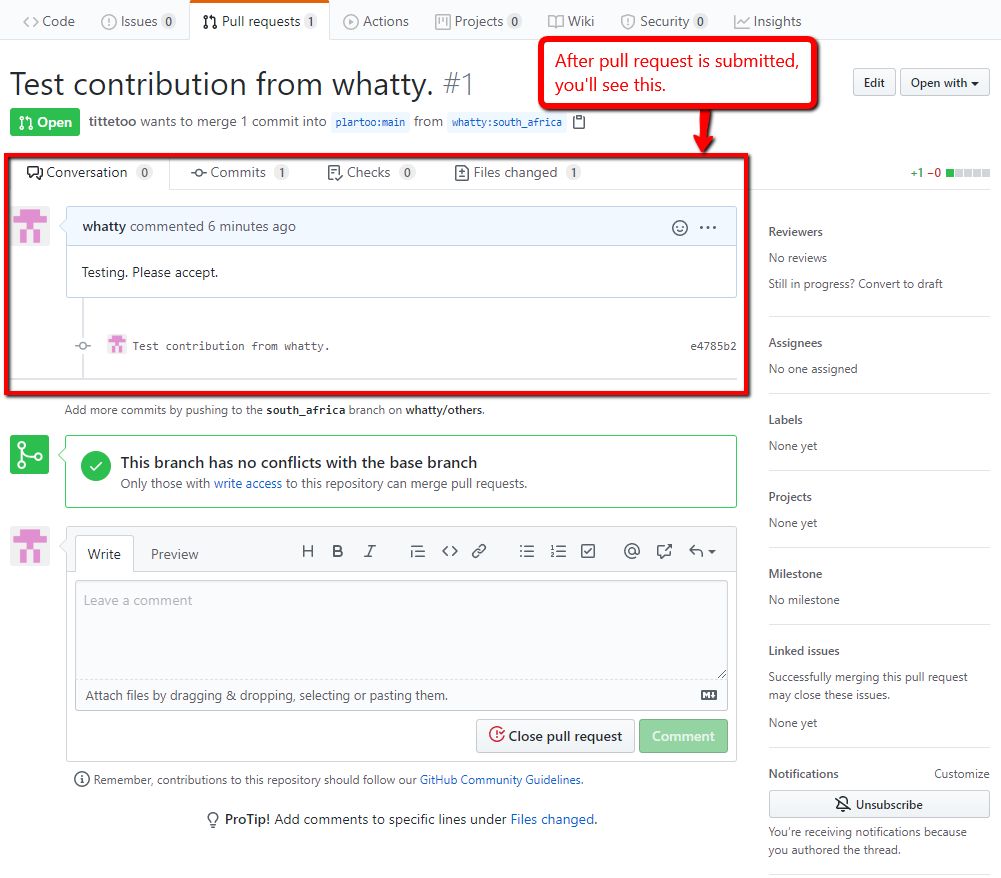 Code Issues 0 Pull requests 1 Actions Projects 0 Wiki Security 0 Insights
After pull request is submitted,
you'll see this.
Test contribution from whatty. #1
Edit Open with
Open tittetoo wants to merge 1 commit into plartoo:main from whatty:south_africa
Conversation 0 Commits 1 Checks 0 Files changed 1 +1 −0
whatty commented 6 minutes ago
Testing. Please accept.
Test contribution from whatty. e4785b2
Add more commits by pushing to the south_africa branch on whatty/others.
This branch has no conflicts with the base branch
Only those with write access to this repository can merge pull requests.
Write Preview H B I
Leave a comment
Attach files by dragging & dropping, selecting or pasting them. M
Close pull request Comment
Remember, contributions to this repository should follow our GitHub Community Guidelines.
ProTip! Add comments to specific lines under Files changed.
Reviewers
No reviews
Still in progress? Convert to draft
Assignees
No one assigned
Labels
None yet
Projects
None yet
Milestone
No milestone
Linked issues
Successfully merging this pull request
may close these issues.
None yet
Notifications Customize
Unsubscribe
You're receiving notifications because
you authored the thread.